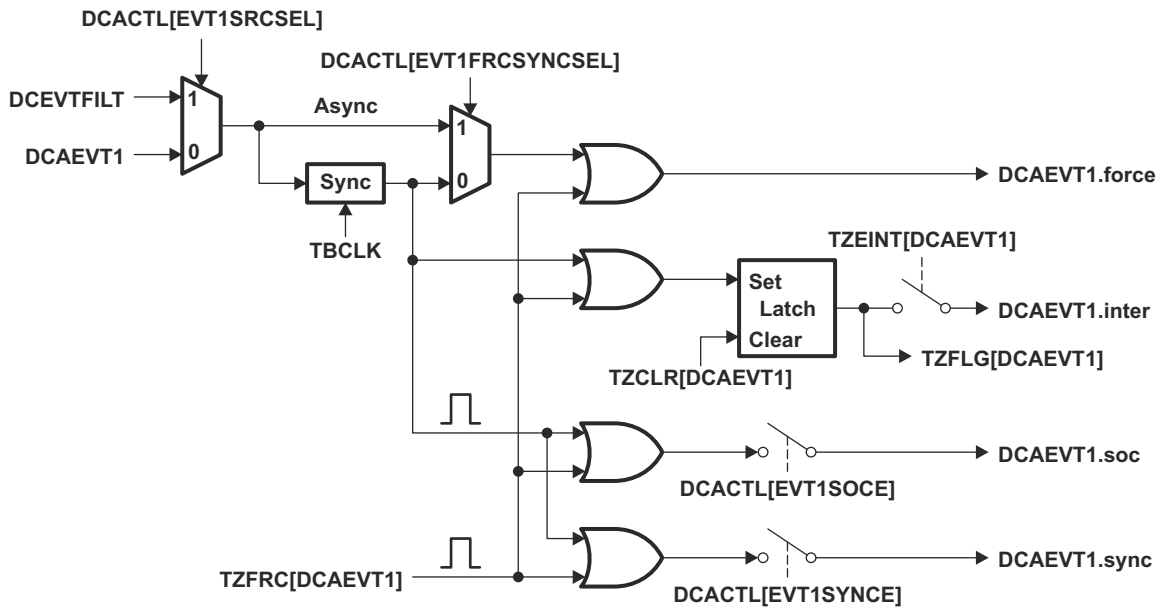 DCACTL[EVT1SRCSEL]
DCACTL[EVT1FRCSYNCSEL]
DCEVTFILT
1
Async
1
DCAEVT1
0
Sync
0
DCAEVT1.force
TBCLK
TZEINT[DCAEVT1]
Set
Latch
DCAEVT1.inter
Clear
TZFLG[DCAEVT1]
TZCLR[DCAEVT1]
DCAEVT1.soc
DCACTL[EVT1SOCE]
DCAEVT1.sync
TZFRC[DCAEVT1]
DCACTL[EVT1SYNCE]